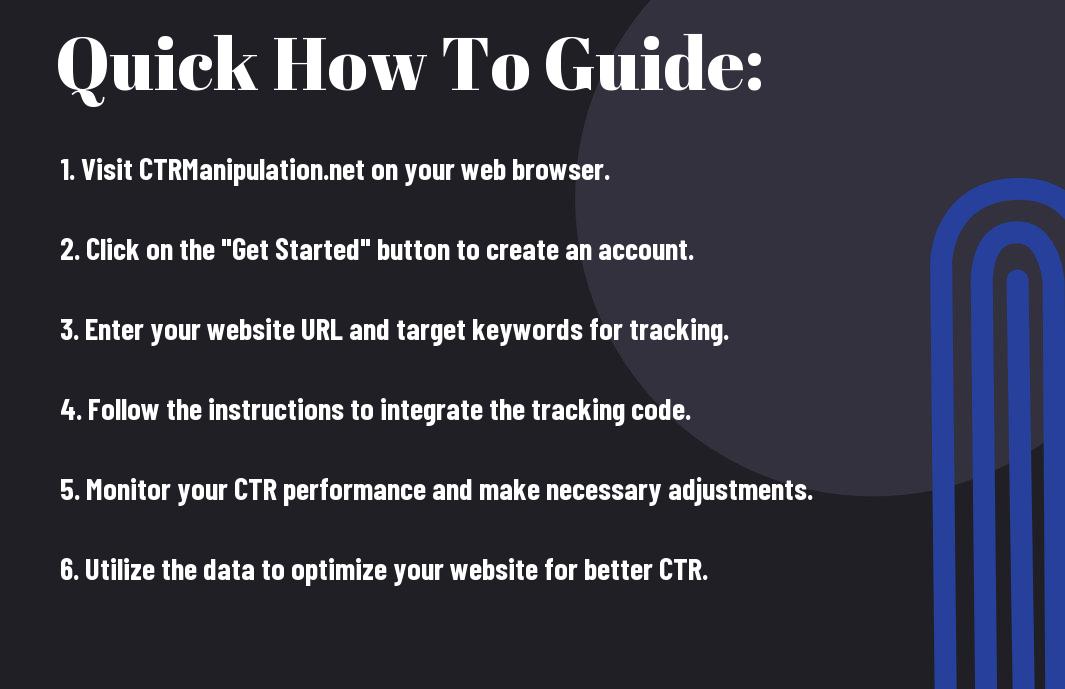 Quick How To Guide:
1. Visit CTRManipulation.net on your web browser.
2. Click on the "Get Started" button to create an account.
3. Enter your website URL and target keywords for tracking.
4. Follow the instructions to integrate the tracking code.
5. Monitor your CTR performance and make necessary adjustments.
6. Utilize the data to optimize your website for better CTR.